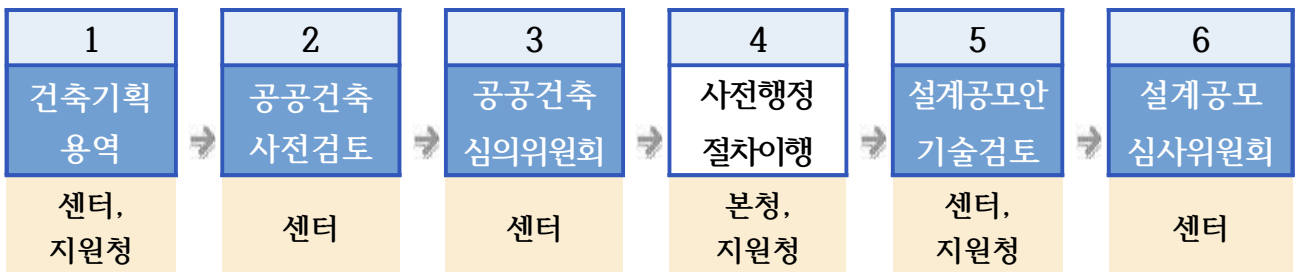 1
건축기획
용역
센터,
지원청
2
공공건축
사전검토
센터
3
공공건축
심의위원회
센터
4
사전행정
절차이행
본청,
지원청
5
설계공모안
기술검토
센터,
지원청
6
설계공모
심사위원회
센터